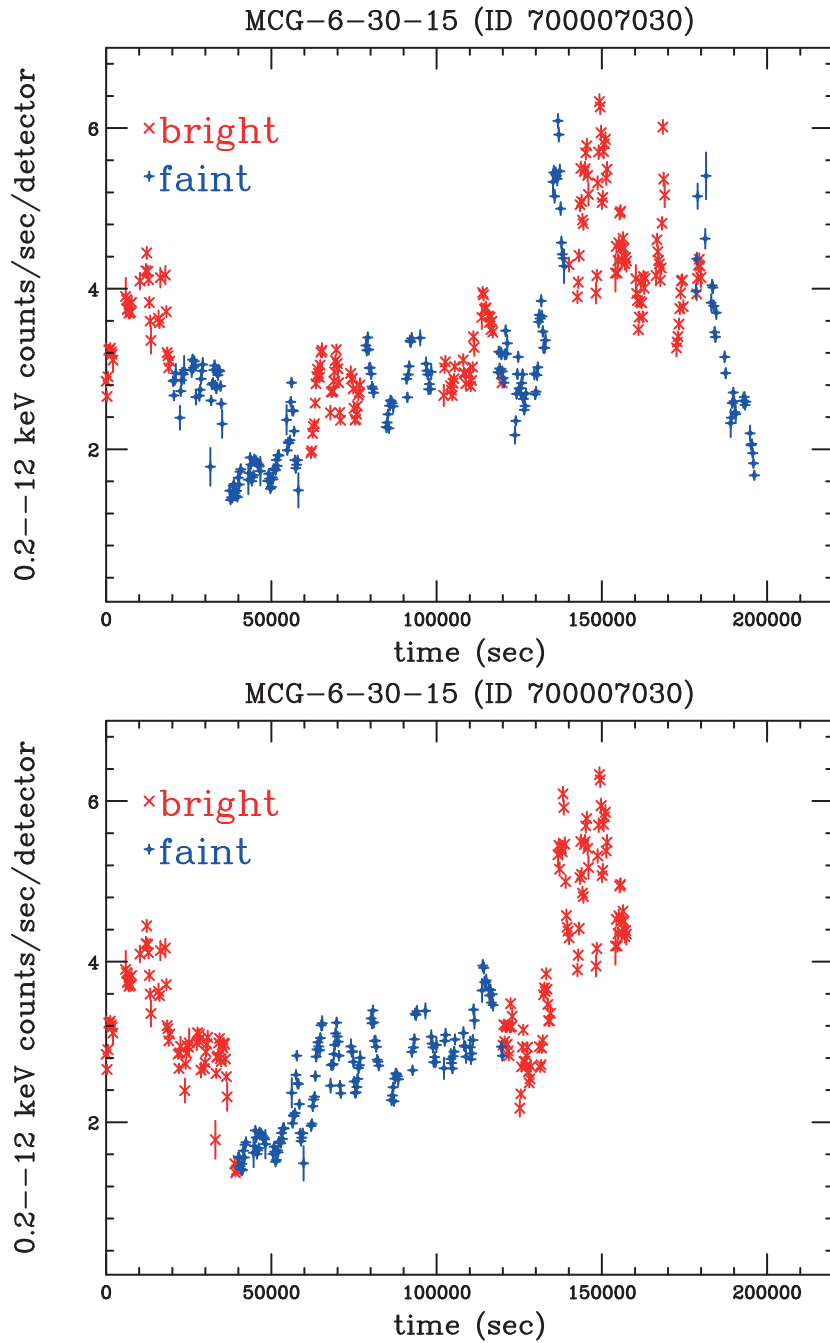 MCG-6-30-15 (ID 700007030)
0.2--12 keV counts/sec/detector
6
4
2
bright
faint
0 50000 100000 150000 200000
time (sec)
MCG-6-30-15 (ID 700007030)
0.2--12 keV counts/sec/detector
6
4
2
bright
faint
0 50000 100000 150000 200000
time (sec)